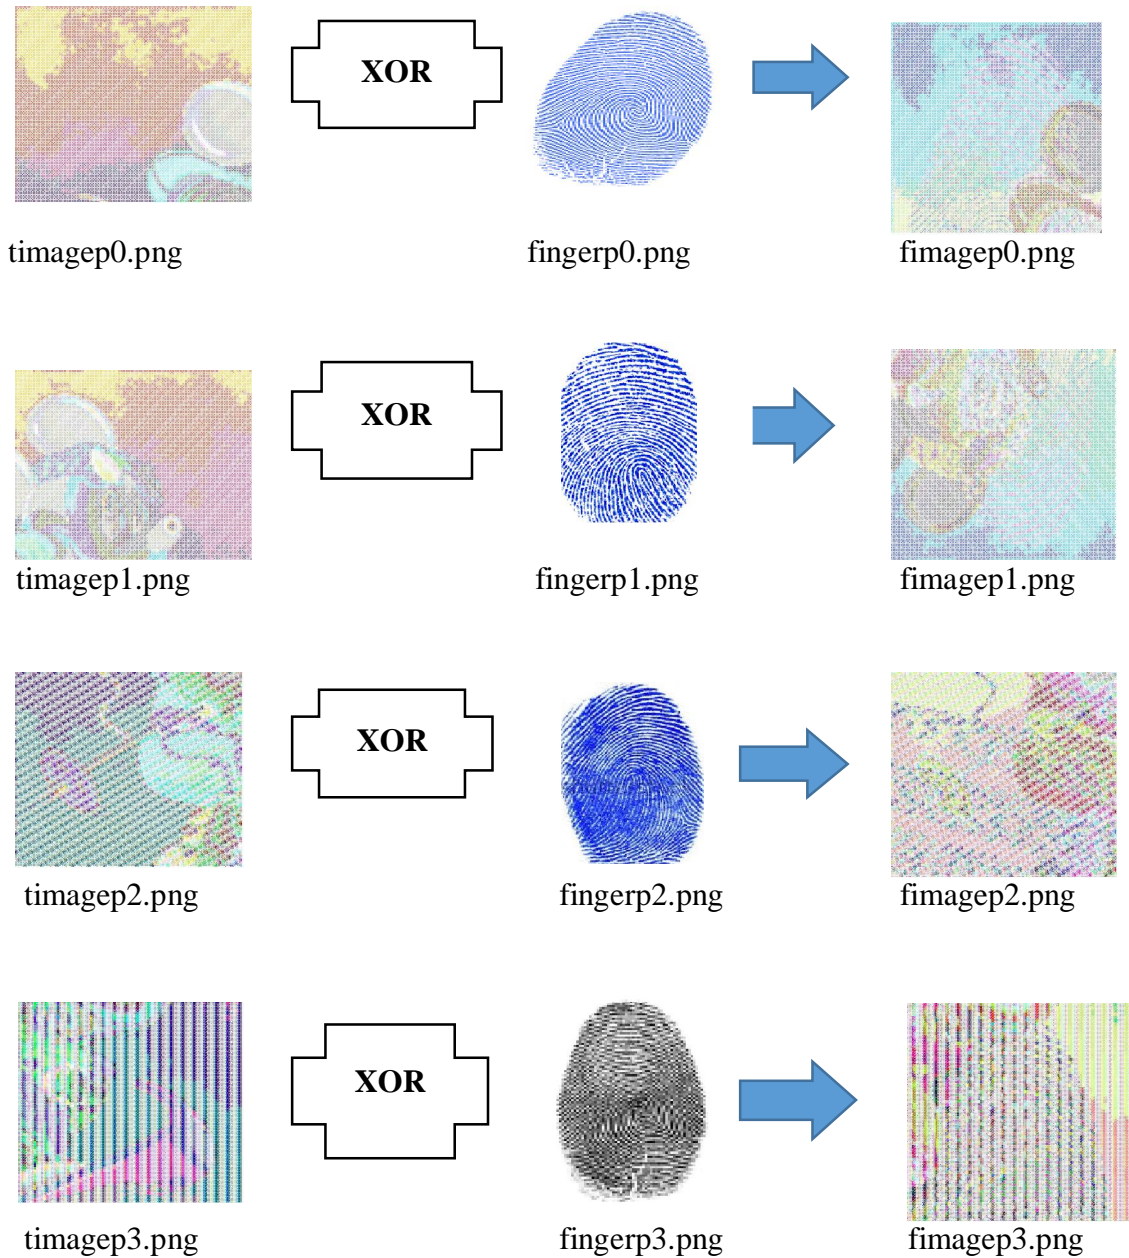 XOR
timagep0.png fingerp0.png fimagep0.png
XOR
timagep1.png fingerp1.png fimagep1.png
XOR
timagep2.png fingerp2.png fimagep2.png
XOR
timagep3.png fingerp3.png fimagep3.png